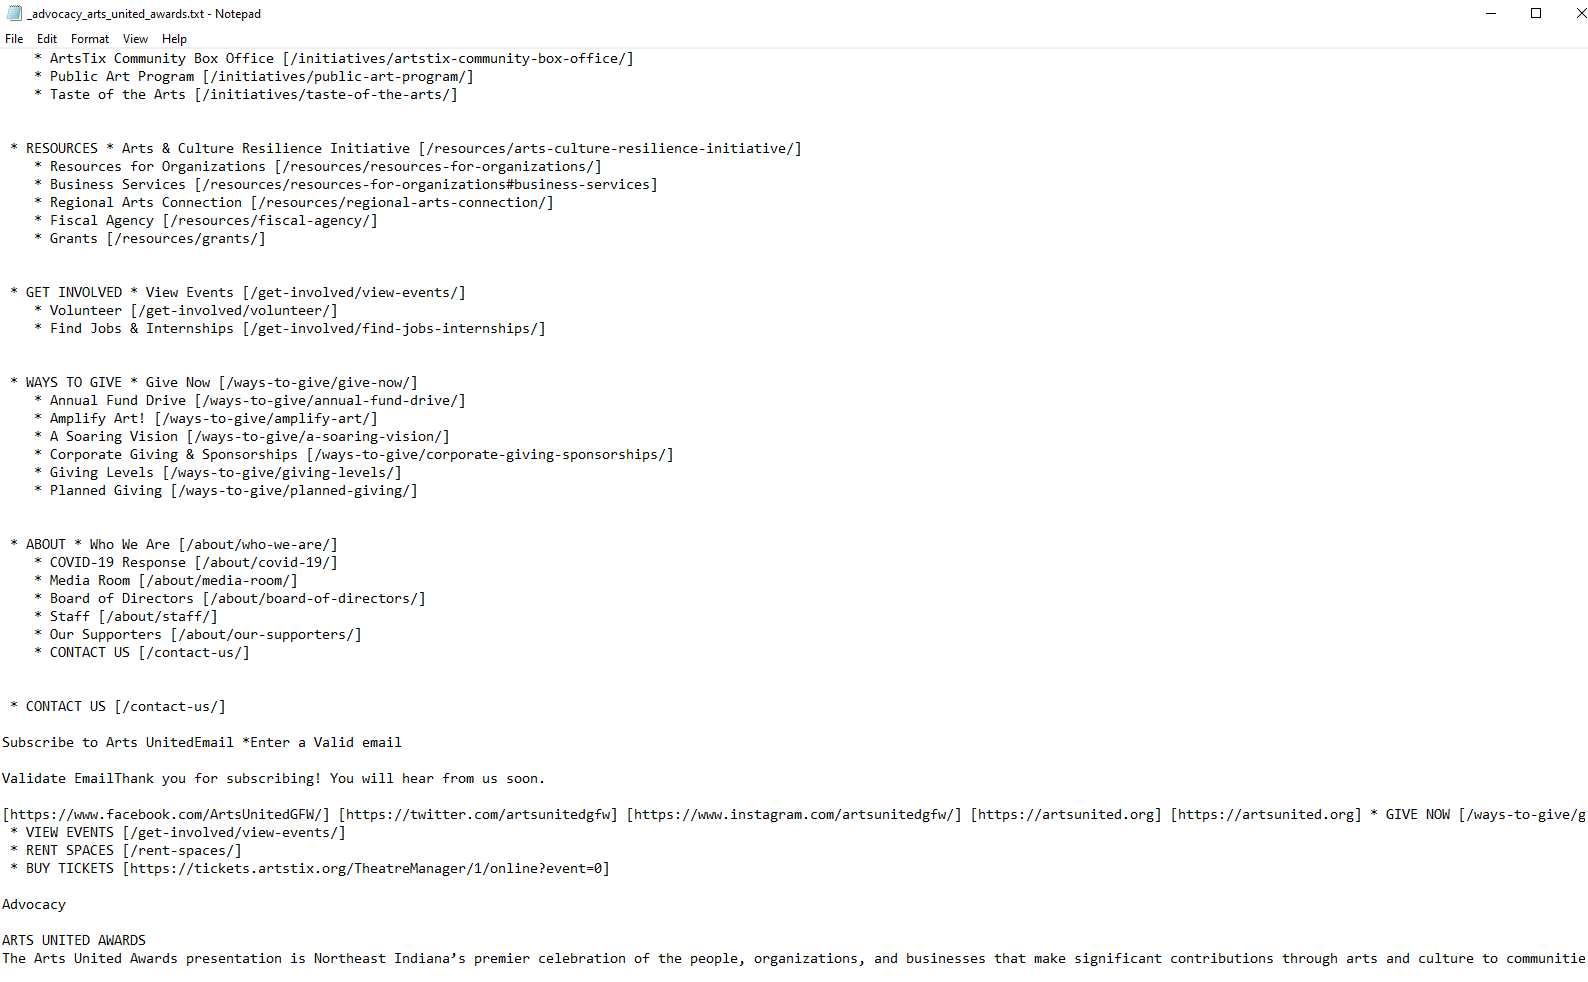 _advocacy_arts_united_awards.txt - Notepad
File Edit Format View Help
* ArtsTix Community Box Office [/initiatives/artstix-community-box-office/]
* Public Art Program [/initiatives/public-art-program/]
* Taste of the Arts [/initiatives/taste-of-the-arts/]
* RESOURCES * Arts & Culture Resilience Initiative [/resources/arts-culture-resilience-initiative/]
* Resources for Organizations [/resources/resources-for-organizations/]
* Business Services [/resources/resources-for-organizations#business-services]
* Regional Arts Connection [/resources/regional-arts-connection/]
* Fiscal Agency [/resources/fiscal-agency/]
* Grants [/resources/grants/]
* GET INVOLVED * View Events [/get-involved/view-events/]
* Volunteer [/get-involved/volunteer/]
* Find Jobs & Internships [/get-involved/find-jobs-internships/]
* WAYS TO GIVE * Give Now [/ways-to-give/give-now/]
* Annual Fund Drive [/ways-to-give/annual-fund-drive/]
* Amplify Art! [/ways-to-give/amplify-art/]
* A Soaring Vision [/ways-to-give/a-soaring-vision/]
* Corporate Giving & Sponsorships [/ways-to-give/corporate-giving-sponsorships/]
* Giving Levels [/ways-to-give/giving-levels/]
* Planned Giving [/ways-to-give/planned-giving/]
* ABOUT * Who We Are [/about/who-we-are/]
* COVID-19 Response [/about/covid-19/]
* Media Room [/about/media-room/]
* Board of Directors [/about/board-of-directors/]
* Staff [/about/staff/]
* Our Supporters [/about/our-supporters/]
* CONTACT US [/contact-us/]
* CONTACT US [/contact-us/]
Subscribe to Arts UnitedEmail *Enter a Valid email
Validate EmailThank you for subscribing! You will hear from us soon.
[https://www.facebook.com/ArtsUnitedGFW/] [https://twitter.com/artsunitedgfw] [https://www.instagram.com/artsunitedgfw/] [https://artsunited.org] [https://artsunited.org] * GIVE NOW [/ways-to-give/g
* VIEW EVENTS [/get-involved/view-events/]
* RENT SPACES [/rent-spaces/]
* BUY TICKETS [https://tickets.artstix.org/TheatreManager/1/online?event=0]
Advocacy
ARTS UNITED AWARDS
The Arts United Awards presentation is Northeast Indiana’s premier celebration of the people, organizations, and businesses that make significant contributions through arts and culture to communitie